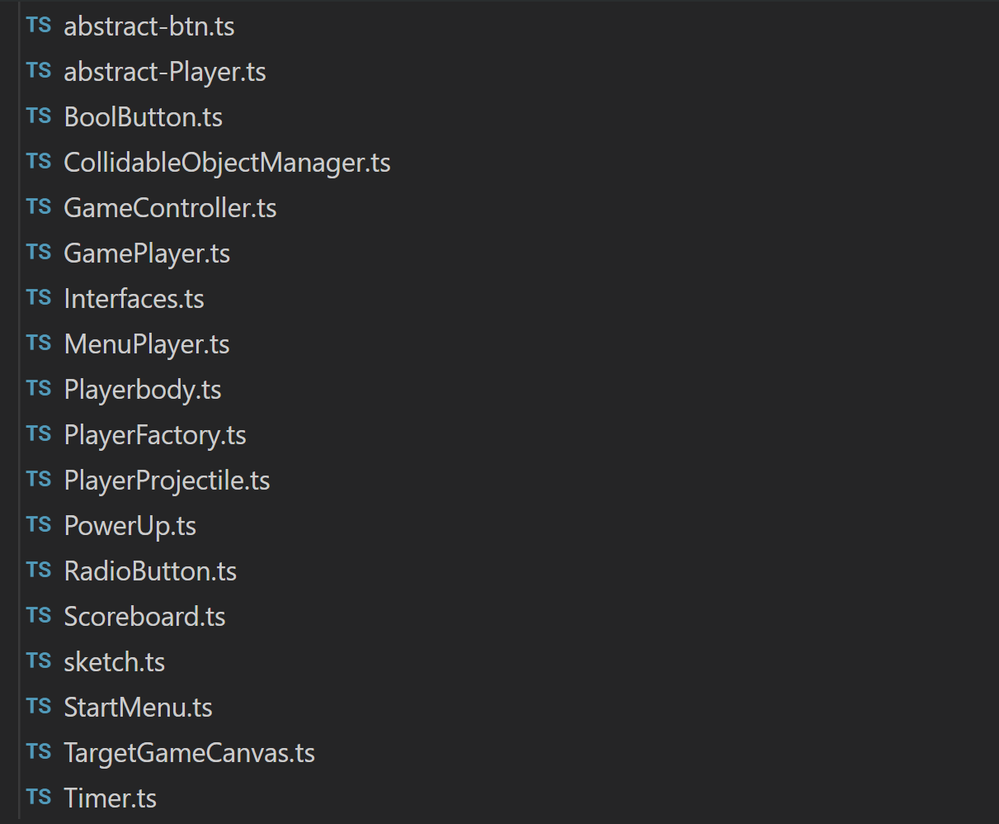 TS abstract-btn.ts
TS abstract-Player.ts
TS BoolButton.ts
TS CollidableObjectManager.ts
TS GameController.ts
TS GamePlayer.ts
TS Interfaces.ts
TS MenuPlayer.ts
TS Playerbody.ts
TS PlayerFactory.ts
TS PlayerProjectile.ts
TS PowerUp.ts
TS RadioButton.ts
TS Scoreboard.ts
TS sketch.ts
TS StartMenu.ts
TS TargetGameCanvas.ts
TS Timer.ts